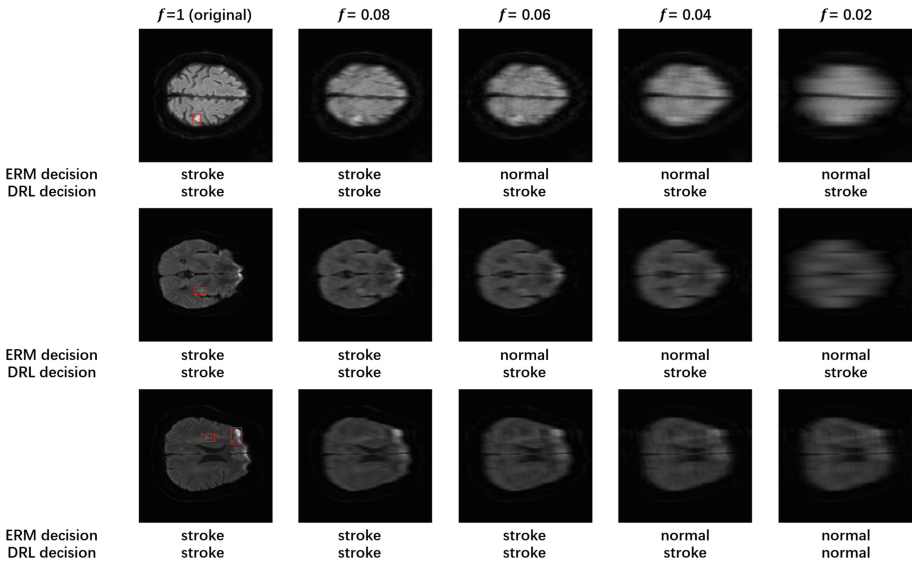 f=1 (original) f= 0.08 f= 0.06 f= 0.04 f= 0.02
ERM decision stroke stroke normal normal normal
DRL decision stroke stroke stroke stroke stroke
ERM decision stroke stroke normal normal normal
DRL decision stroke stroke stroke stroke stroke
ERM decision stroke stroke stroke normal normal
DRL decision stroke stroke stroke stroke normal